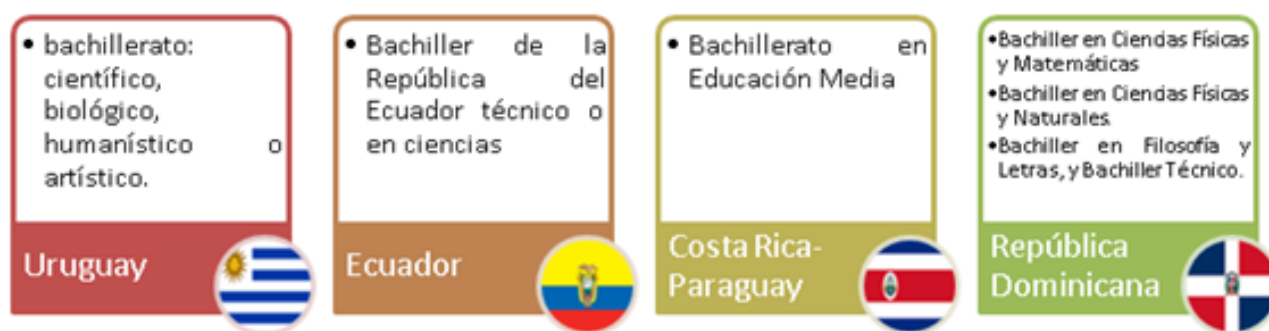 • bachillerato:
científico,
biológico,
humanístico o
artístico.
Uruguay
• Bachiller de la
República del
Ecuador técnico o
en ciencias
Ecuador
• Bachillerato en
Educación Media
Costa Rica-
Paraguay
•Bachiller en Ciencias Físicas
y Matemáticas
•Bachiller en Ciencias Físicas
y Naturales.
•Bachiller en Filosofía y
Letras, y Bachiller Técnico.
República
Dominicana